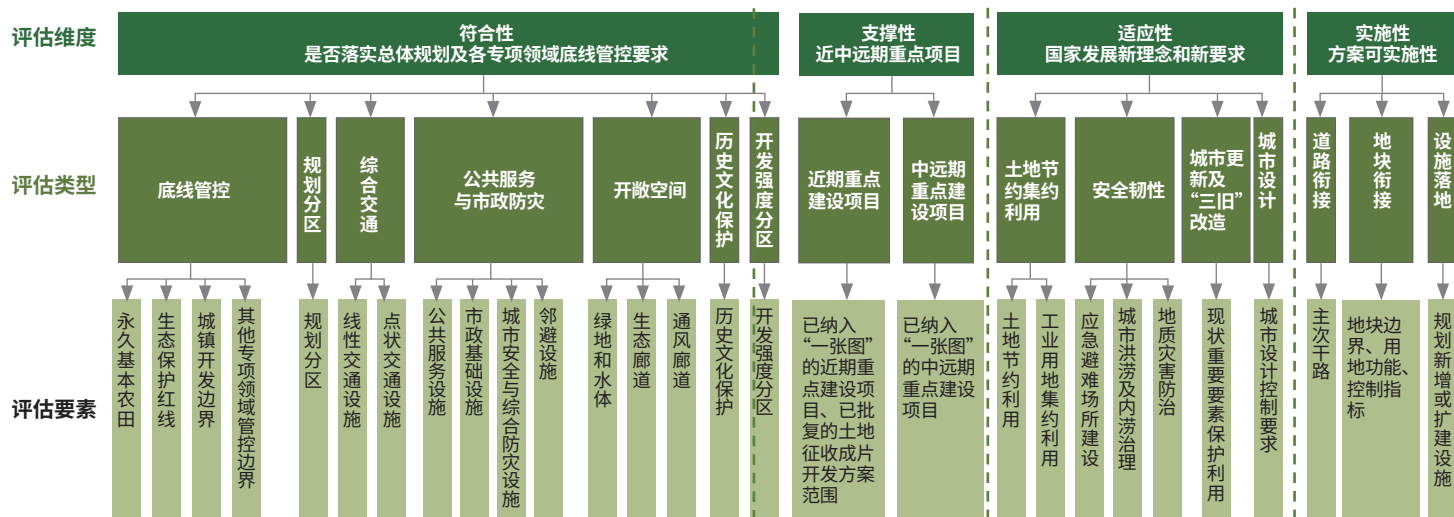 评估维度
符合性
是否落实总体规划及各专项领域底线管控要求
支撑性
近中远期重点项目
适应性
国家发展新理念和新要求
实施性
方案可实施性
评估类型
底线管控
规划分区
综合交通
公共服务
与市政防灾
开敞空间
历史文化保护
开发强度分区
近期重点
建设项目
中远期
重点建
设项目
土地节
约集约
利用
安全韧性
城市更
新及
“三旧”
改造
城市设计
道路衔接
地块衔接
设施落地
评估要素
永久基本农田
生态保护红线
城镇开发边界
其他专项领域管控边界
规划分区
线性交通设施
点状交通设施
公共服务设施
市政基础设施
城市安全与综合防灾设施
邻避设施
绿地和水体
生态廊道
通风廊道
历史文化保护
开发强度分区
已纳入
“一张图”
的近期重
点建设项
目、已批
复的土地
征收成片
开发方案
范围
已纳入
“一张图”
的中远期
重点建设
项目
土地节约利用
工业用地集约利用
应急避难场所建设
城市洪涝及内涝治理
地质灾害防治
现状重要要素保护利用
城市设计控制要求
主次干路
地块边
界、用
地功能、
控制指
标
规划新增或扩建设施